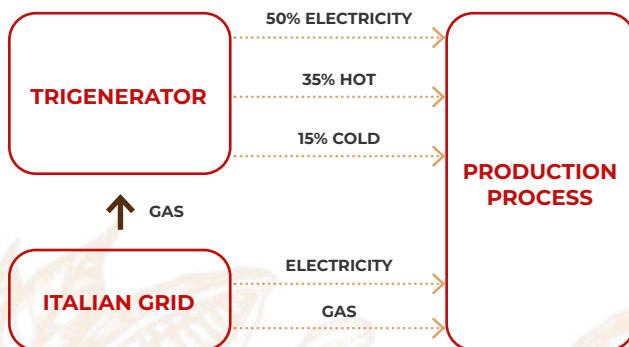 50% ELECTRICITY
TRIGENERATOR
35% HOT
15% COLD
PRODUCTION
PROCESS
GAS
ELECTRICITY
ITALIAN GRID
GAS